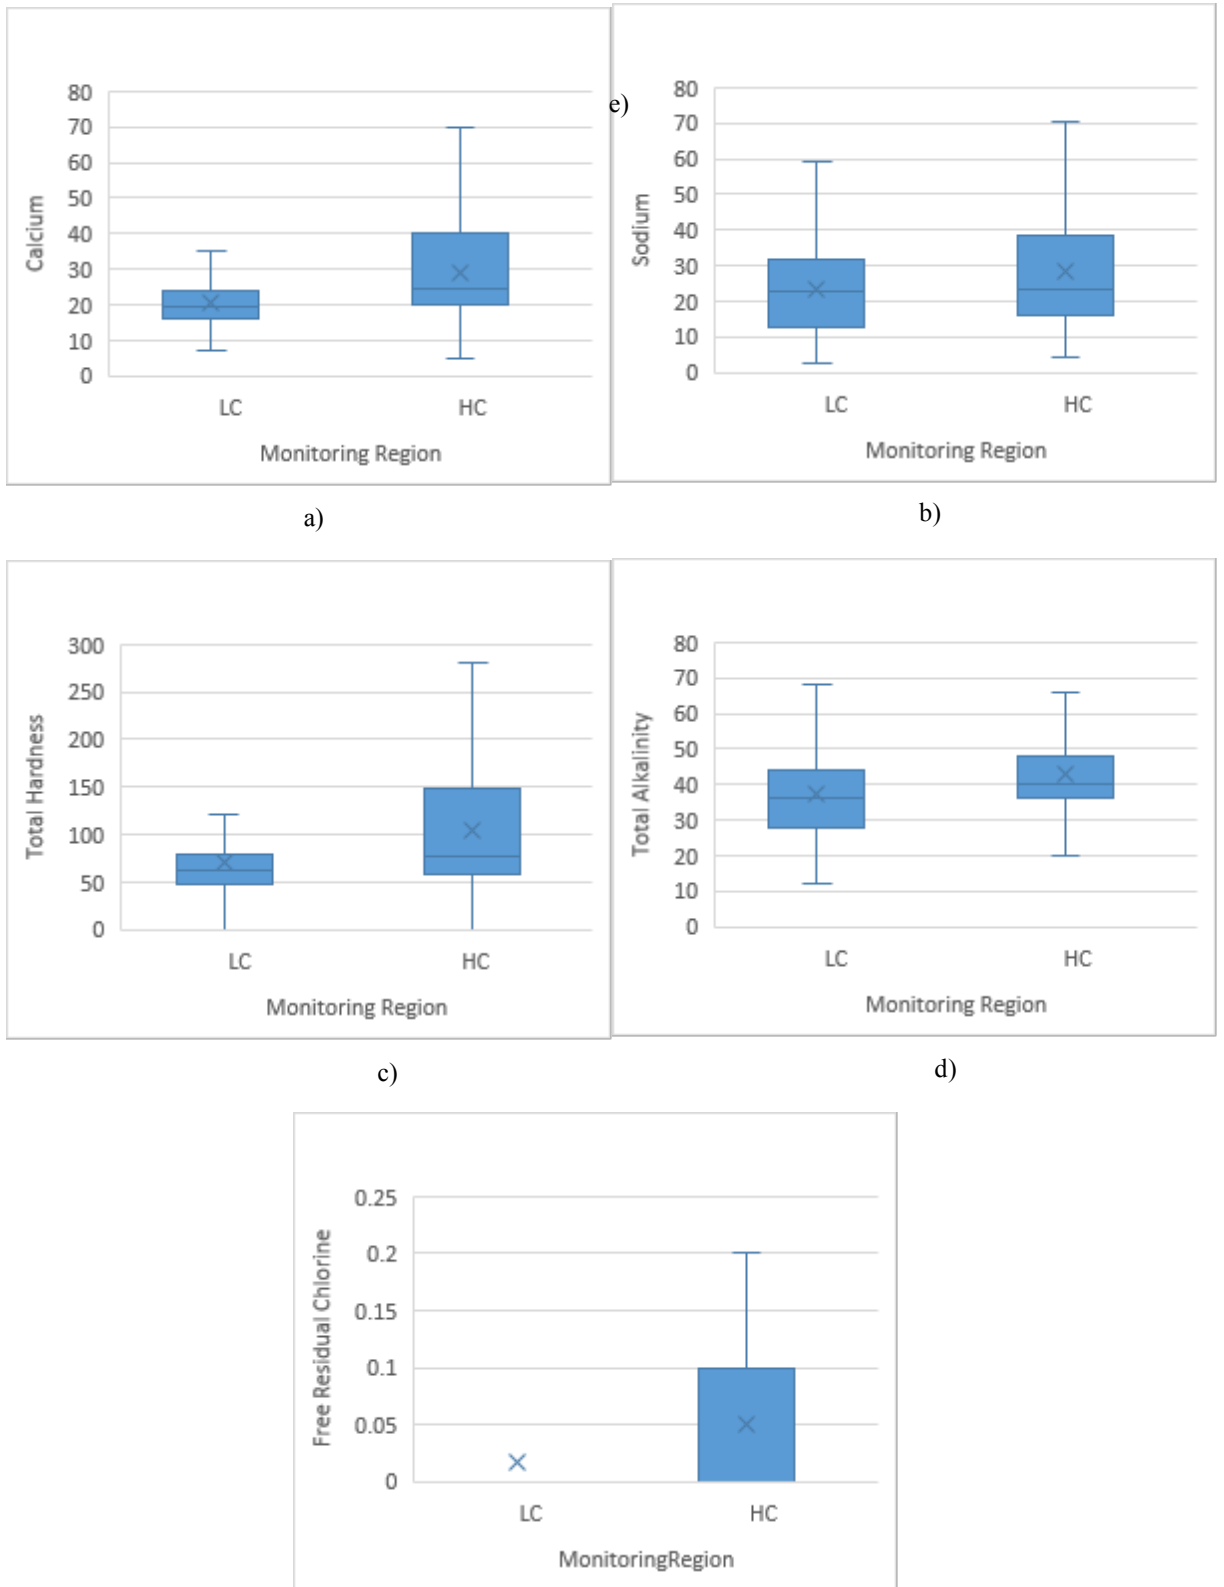 80
70
60
50
40
30
20
10
0
Calcium
LC HC
Monitoring Region
a)
e)
80
70
60
50
40
30
20
10
0
Sodium
LC HC
Monitoring Region
b)
300
250
200
150
100
50
0
Total Hardness
LC HC
Monitoring Region
c)
80
70
60
50
40
30
20
10
0
Total Alkalinity
LC HC
Monitoring Region
d)
0.25
0.2
0.15
0.1
0.05
0
Free Residual Chlorine
LC HC
MonitoringRegion